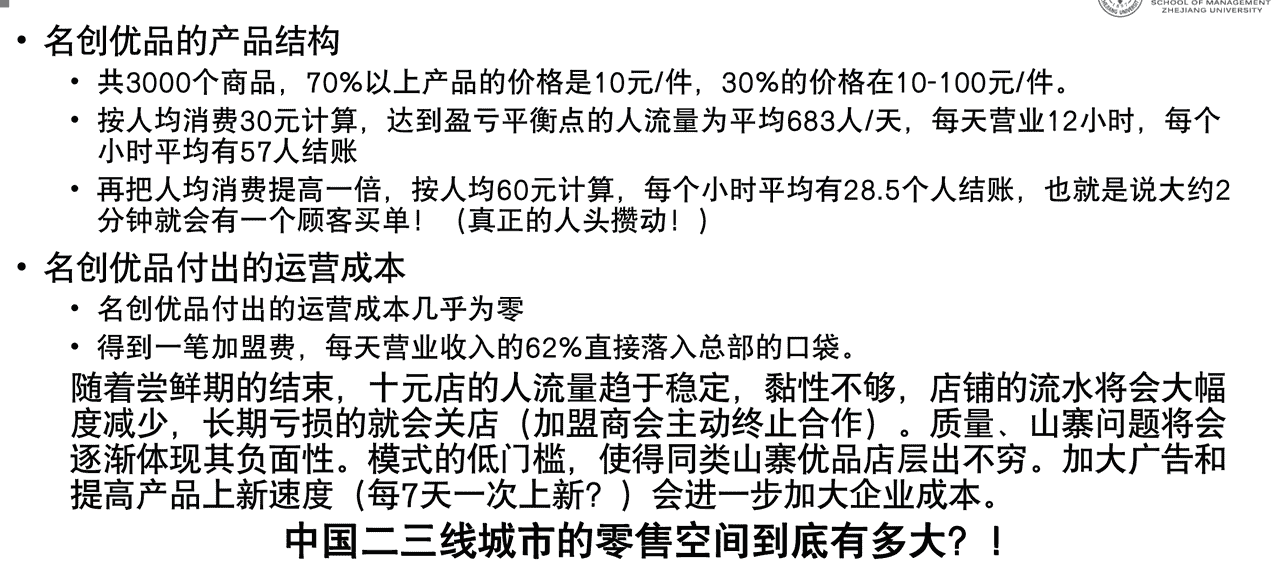 SCHOOL OF MANAGEMENT
ZHEJIANG UNIVERSITY
• 名创优品的产品结构
• 共3000个商品，70%以上产品的价格是10元/件，30%的价格在10-100元/件。
• 按人均消费30元计算，达到盈亏平衡点的人流量为平均683人/天，每天营业12小时，每个
小时平均有57人结账
• 再把人均消费提高一倍，按人均60元计算，每个小时平均有28.5个人结账，也就是说大约2
分钟就会有一个顾客买单！（真正的人头攒动！）
• 名创优品付出的运营成本
• 名创优品付出的运营成本几乎为零
• 得到一笔加盟费，每天营业收入的62%直接落入总部的口袋。
随着尝鲜期的结束，十元店的人流量趋于稳定，黏性不够，店铺的流水将会大幅
度减少，长期亏损的就会关店（加盟商会主动终止合作）。质量、山寨问题将会
逐渐体现其负面性。模式的低门槛，使得同类山寨优品店层出不穷。加大广告和
提高产品上新速度（每7天一次上新？）会进一步加大企业成本。
中国二三线城市的零售空间到底有多大？！